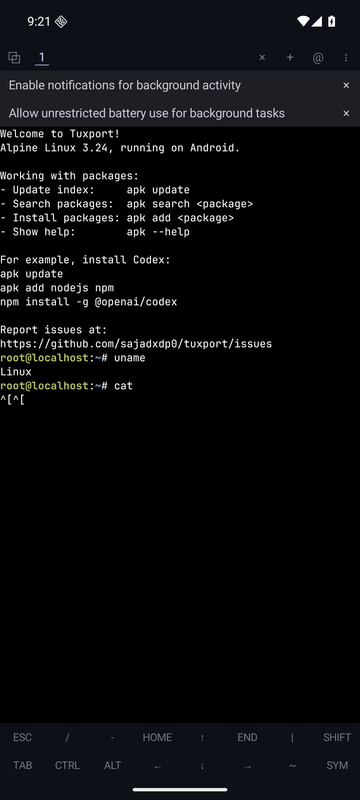 9:21
1 × + @
Enable notifications for background activity ×
Allow unrestricted battery use for background tasks ×
Welcome to Tuxport!
Alpine Linux 3.24, running on Android.
Working with packages:
- Update index: apk update
- Search packages: apk search <package>
- Install packages: apk add <package>
- Show help: apk --help
For example, install Codex:
apk update
apk add nodejs npm
npm install -g @openai/codex
Report issues at:
https://github.com/sajadxdp0/tuxport/issues
root@localhost:~# uname
Linux
root@localhost:~# cat
^[^[
ESC / - HOME ↑ END | SHIFT
TAB CTRL ALT ← ↓ → ~ SYM